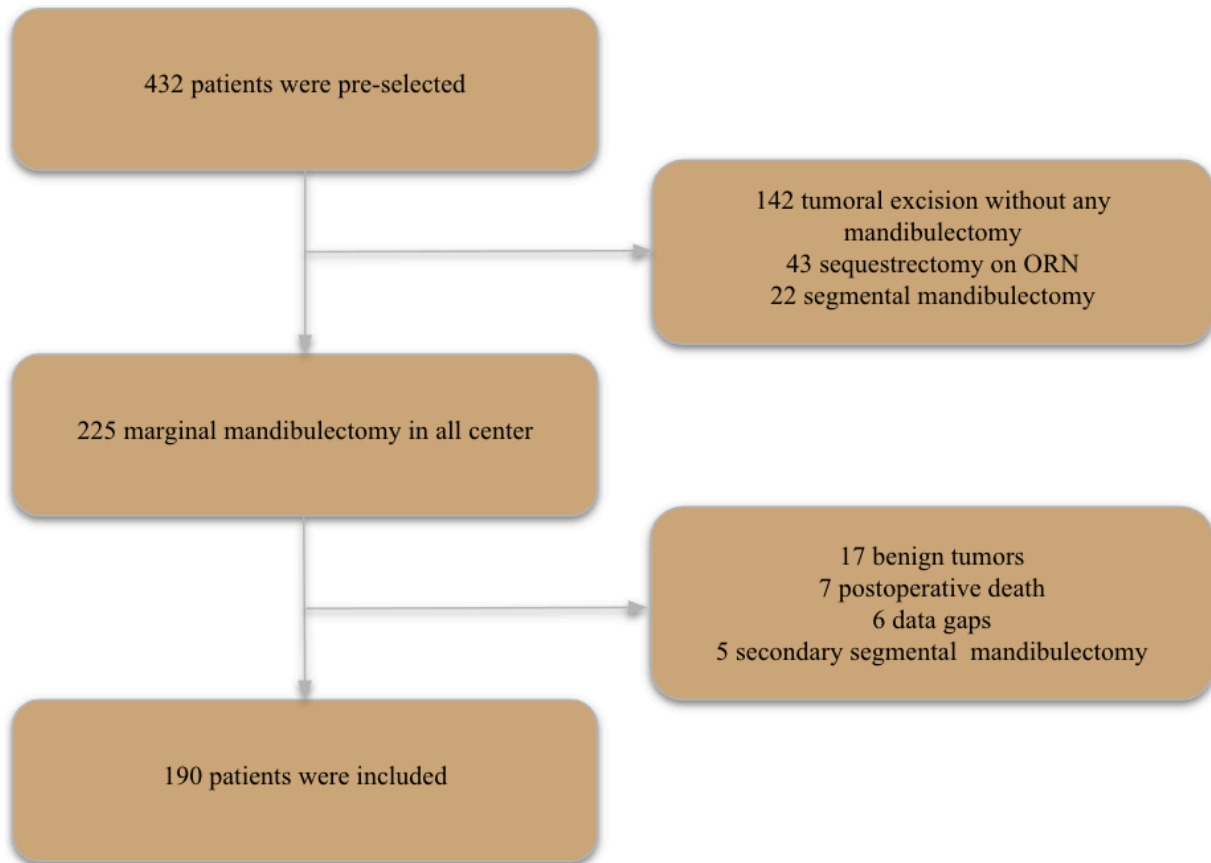 432 patients were pre-selected
142 tumoral excision without any
mandibulectomy
43 sequestrectomy on ORN
22 segmental mandibulectomy
225 marginal mandibulectomy in all center
17 benign tumors
7 postoperative death
6 data gaps
5 secondary segmental  mandibulectomy
190 patients were included